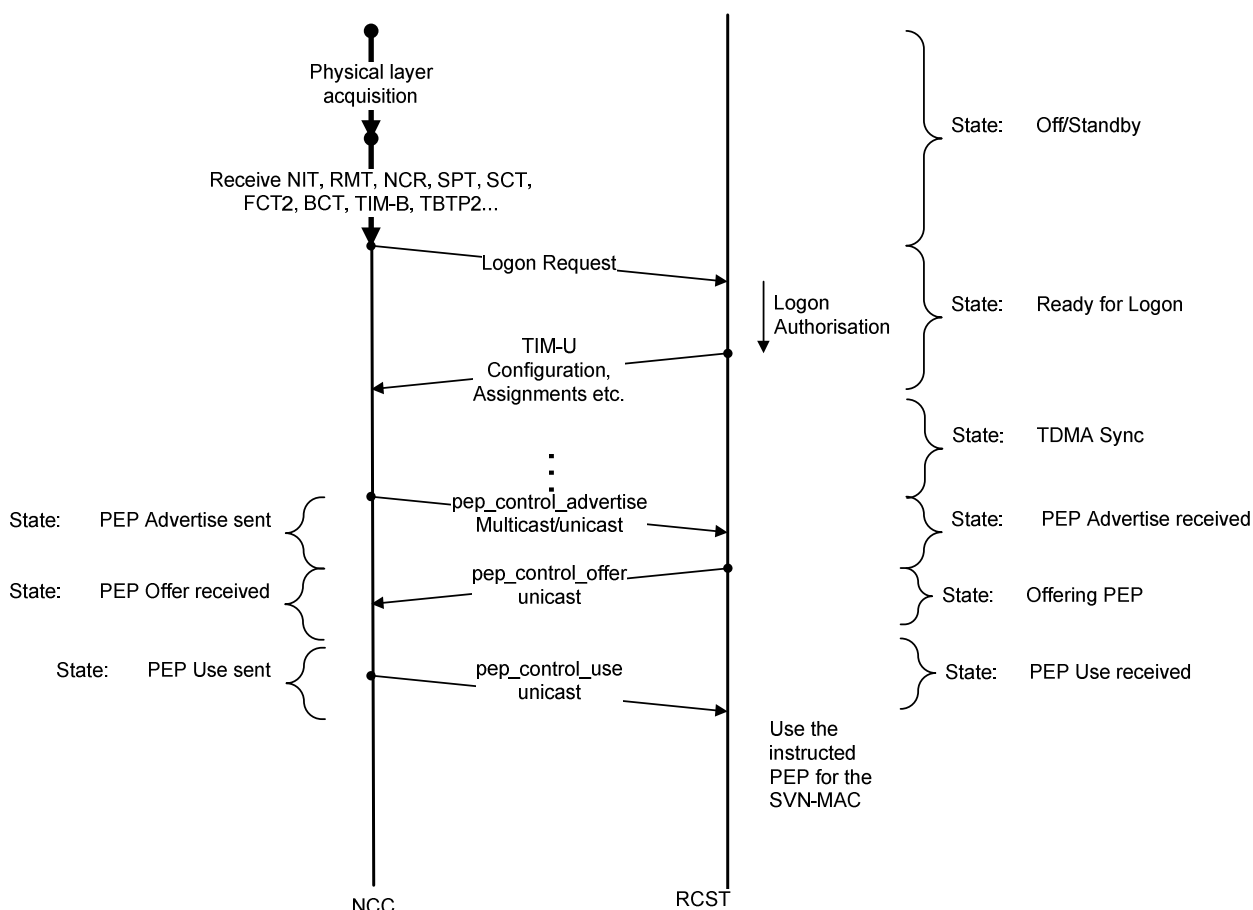 Physical layer
acquisition
State: Off/Standby
Receive NIT, RMT, NCR, SPT, SCT,
FCT2, BCT, TIM-B, TBTP2...
Logon Request
Logon
Authorisation
State: Ready for Logon
TIM-U
Configuration,
Assignments etc.
State: TDMA Sync
State: PEP Advertise sent
pep_control_advertise
Multicast/unicast
State: PEP Advertise received
State: PEP Offer received
pep_control_offer
unicast
State: Offering PEP
State: PEP Use sent
pep_control_use
unicast
State: PEP Use received
Use the
instructed
PEP for the
SVN-MAC
NCC
RCST